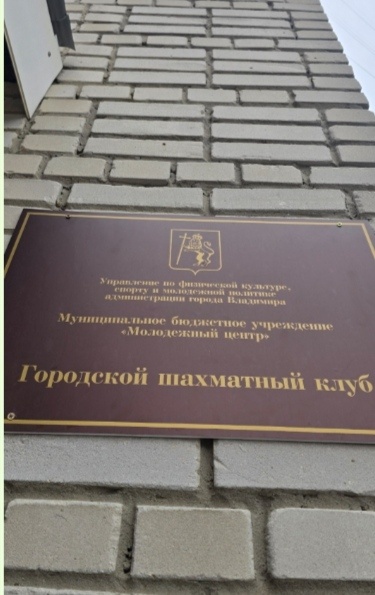 Управление по физической культуре,
спорту и молодежной политике
администрации города Владимира
Муниципальное бюджетное учреждение
«Молодежный центр»
Городской шахматный клуб